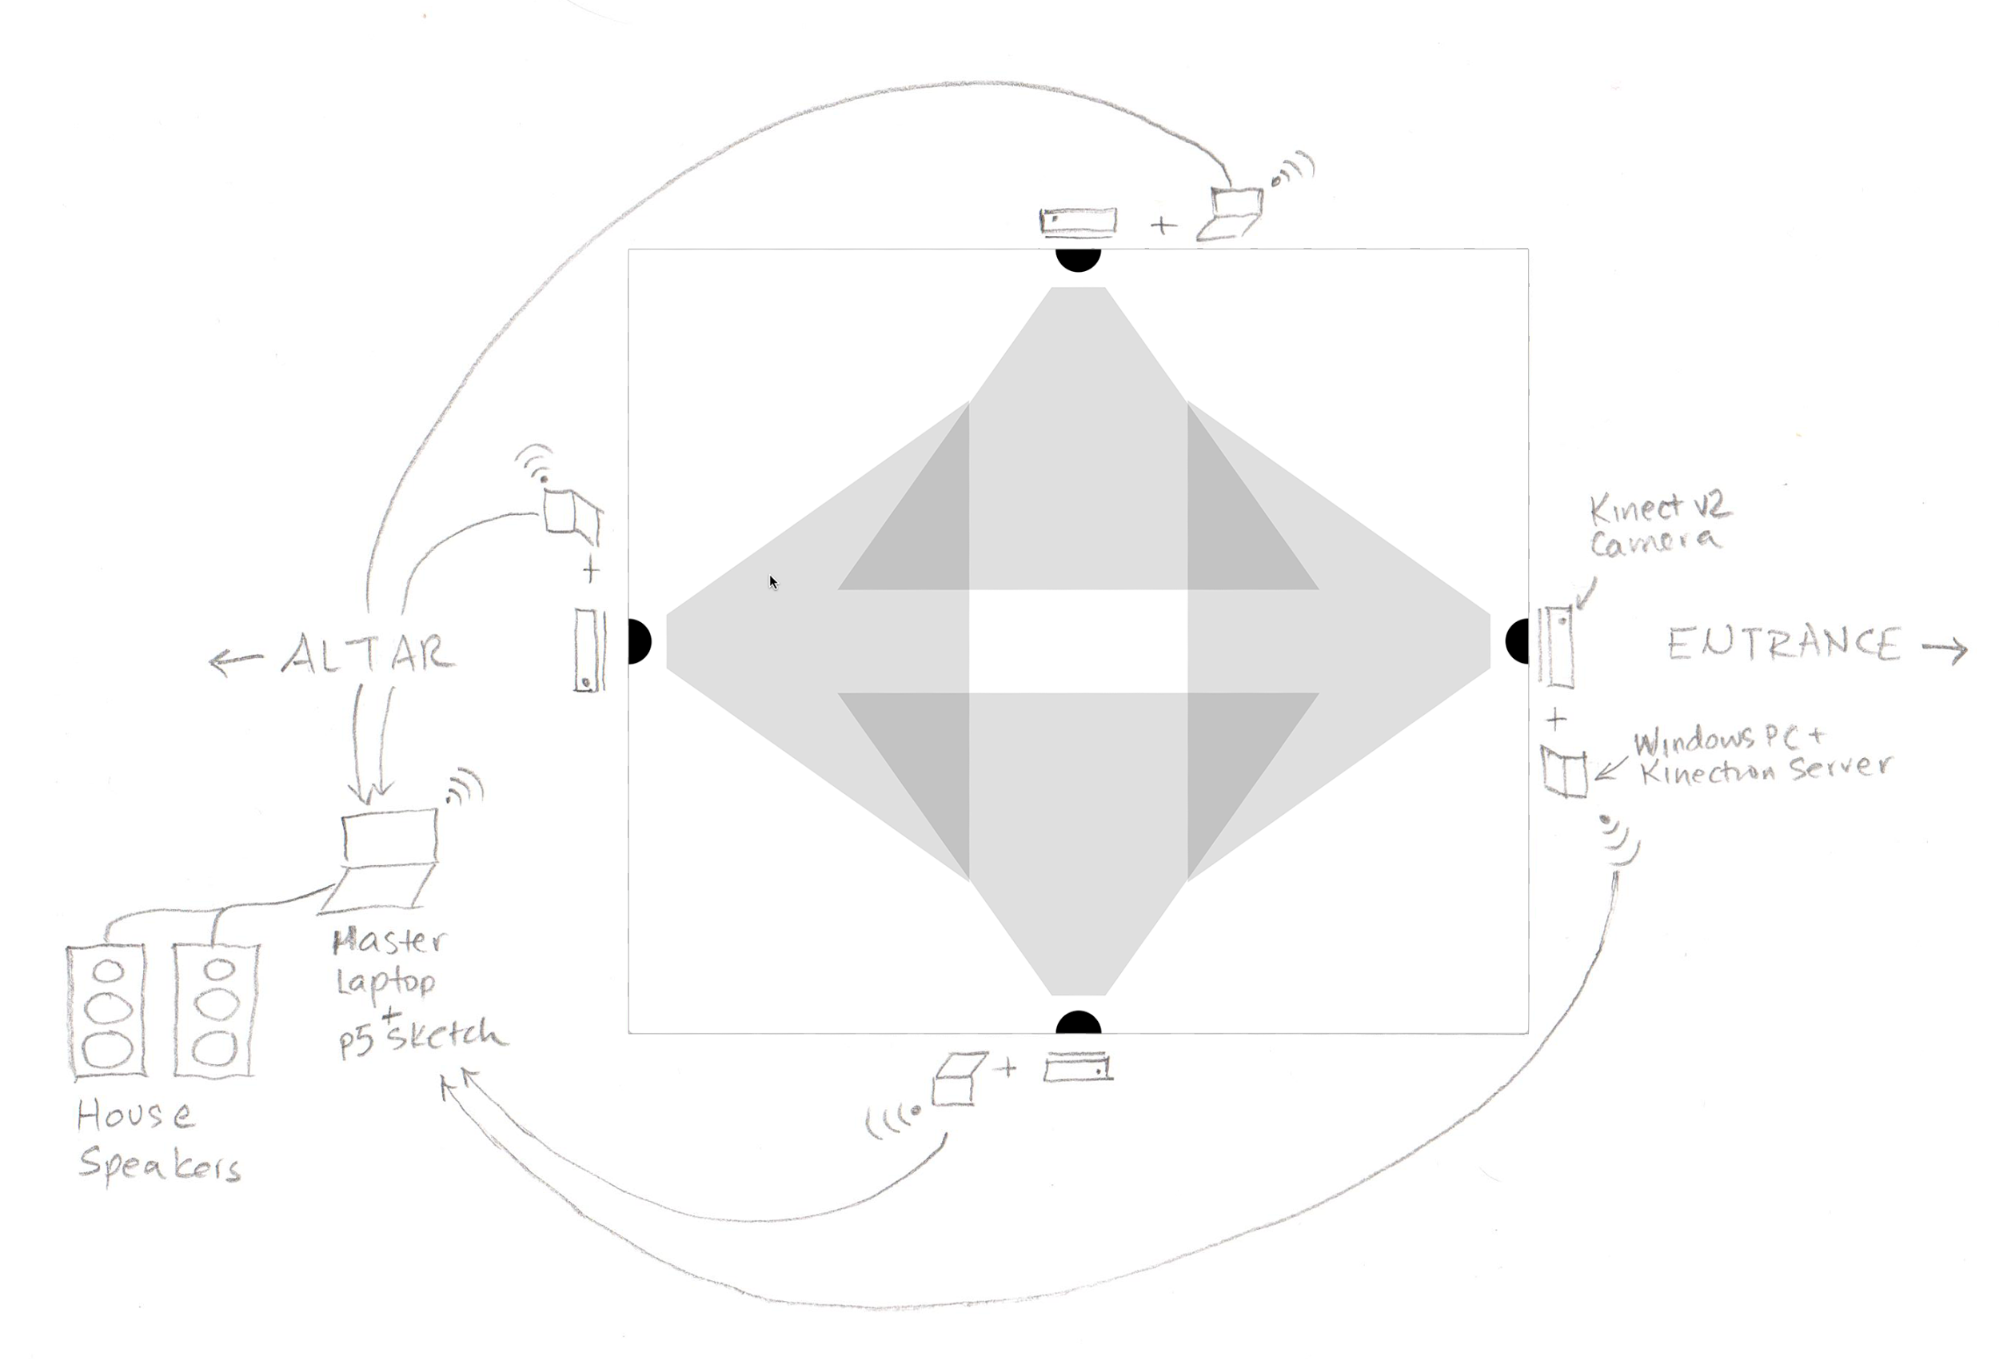 Kinect v2
Camera
← ALTAR
ENTRANCE →
Windows PC +
Kinectron Server
Master
Laptop
+
p5 Sketch
House
Speakers